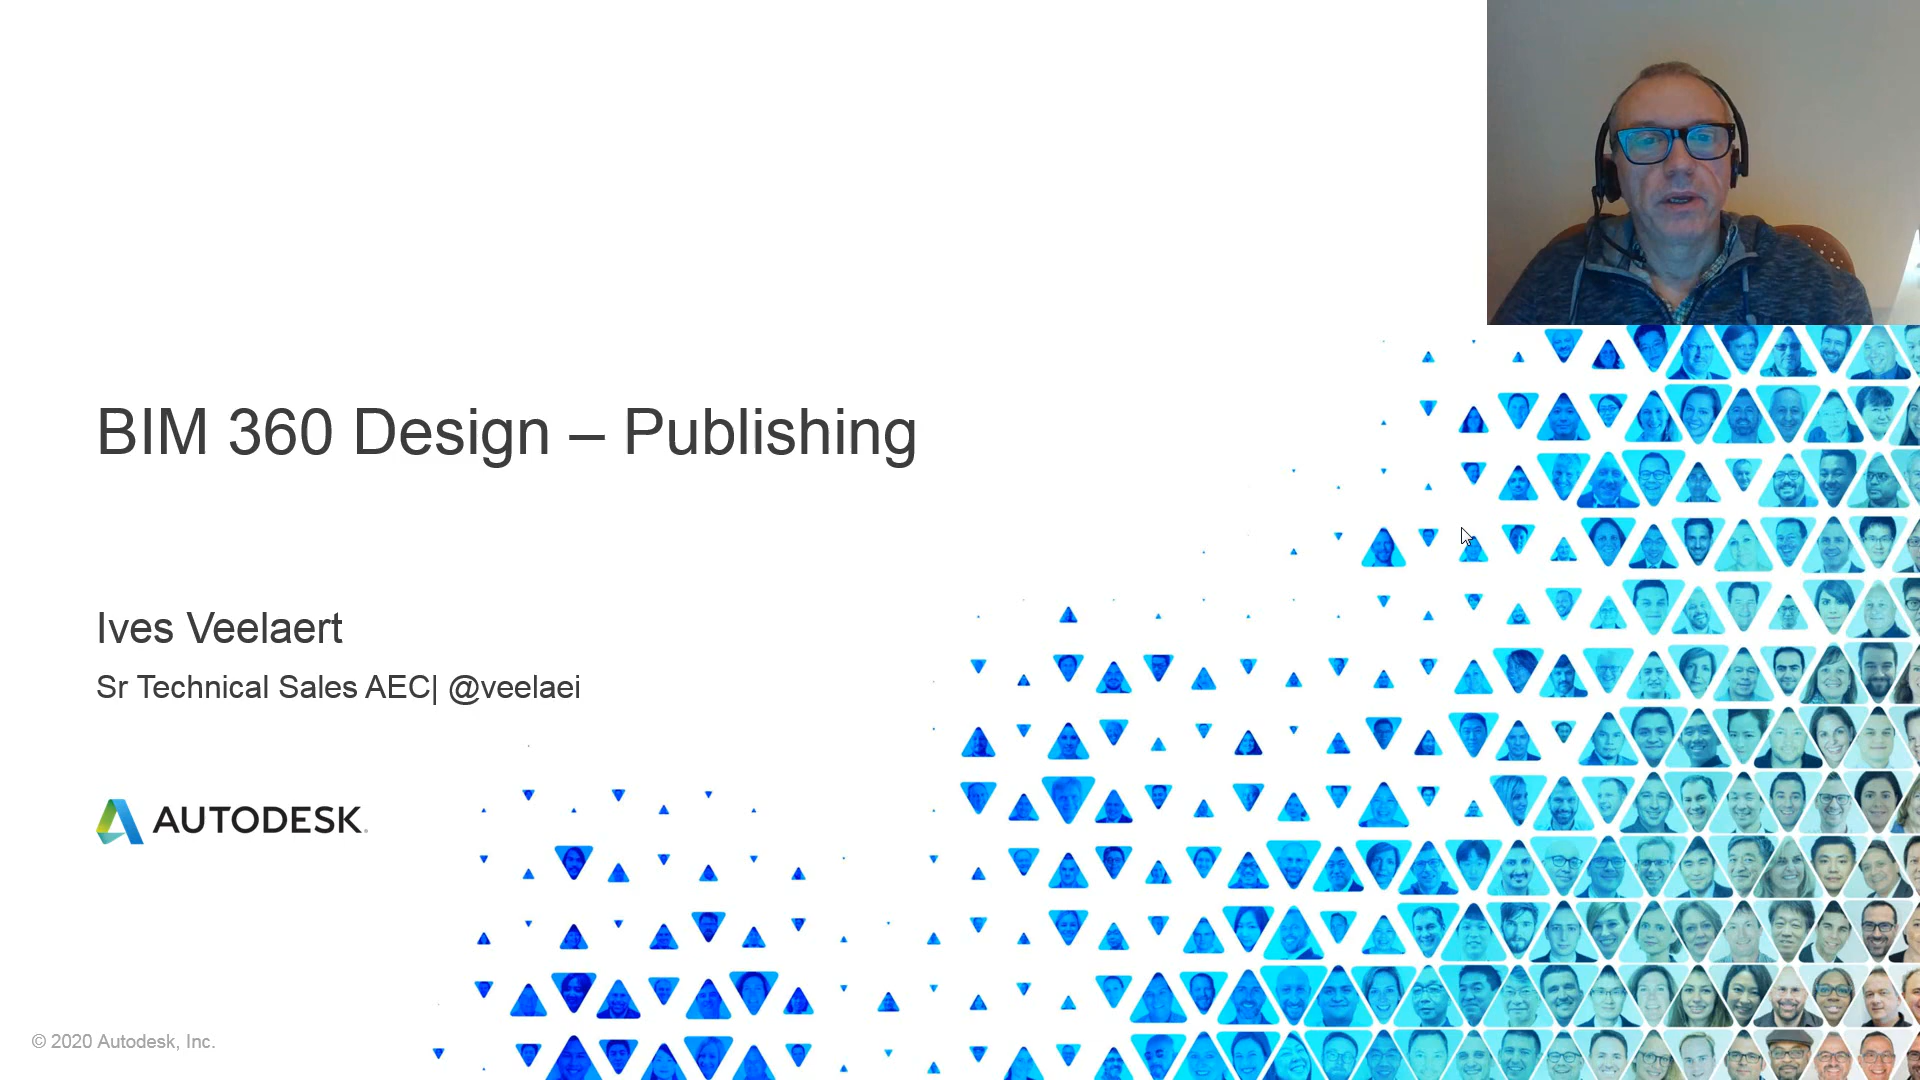 BIM 360 Design – Publishing
Ives Veelaert
Sr Technical Sales AEC| @veelaei
AUTODESK.
© 2020 Autodesk, Inc.